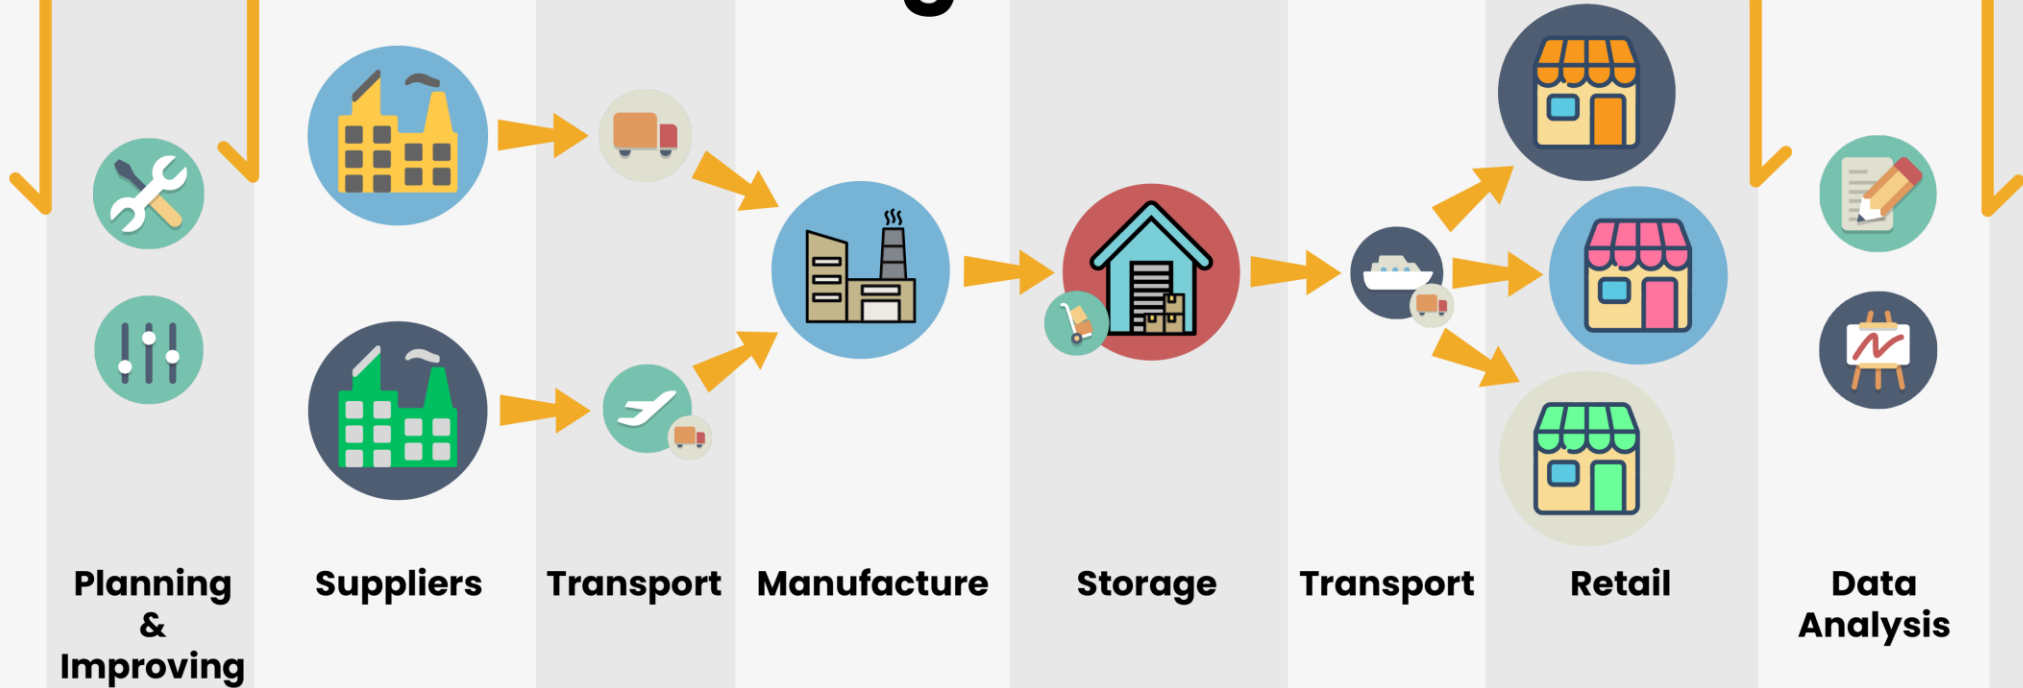 Planning
&
Improving
Suppliers
Transport
Manufacture
Storage
Transport
Retail
Data
Analysis